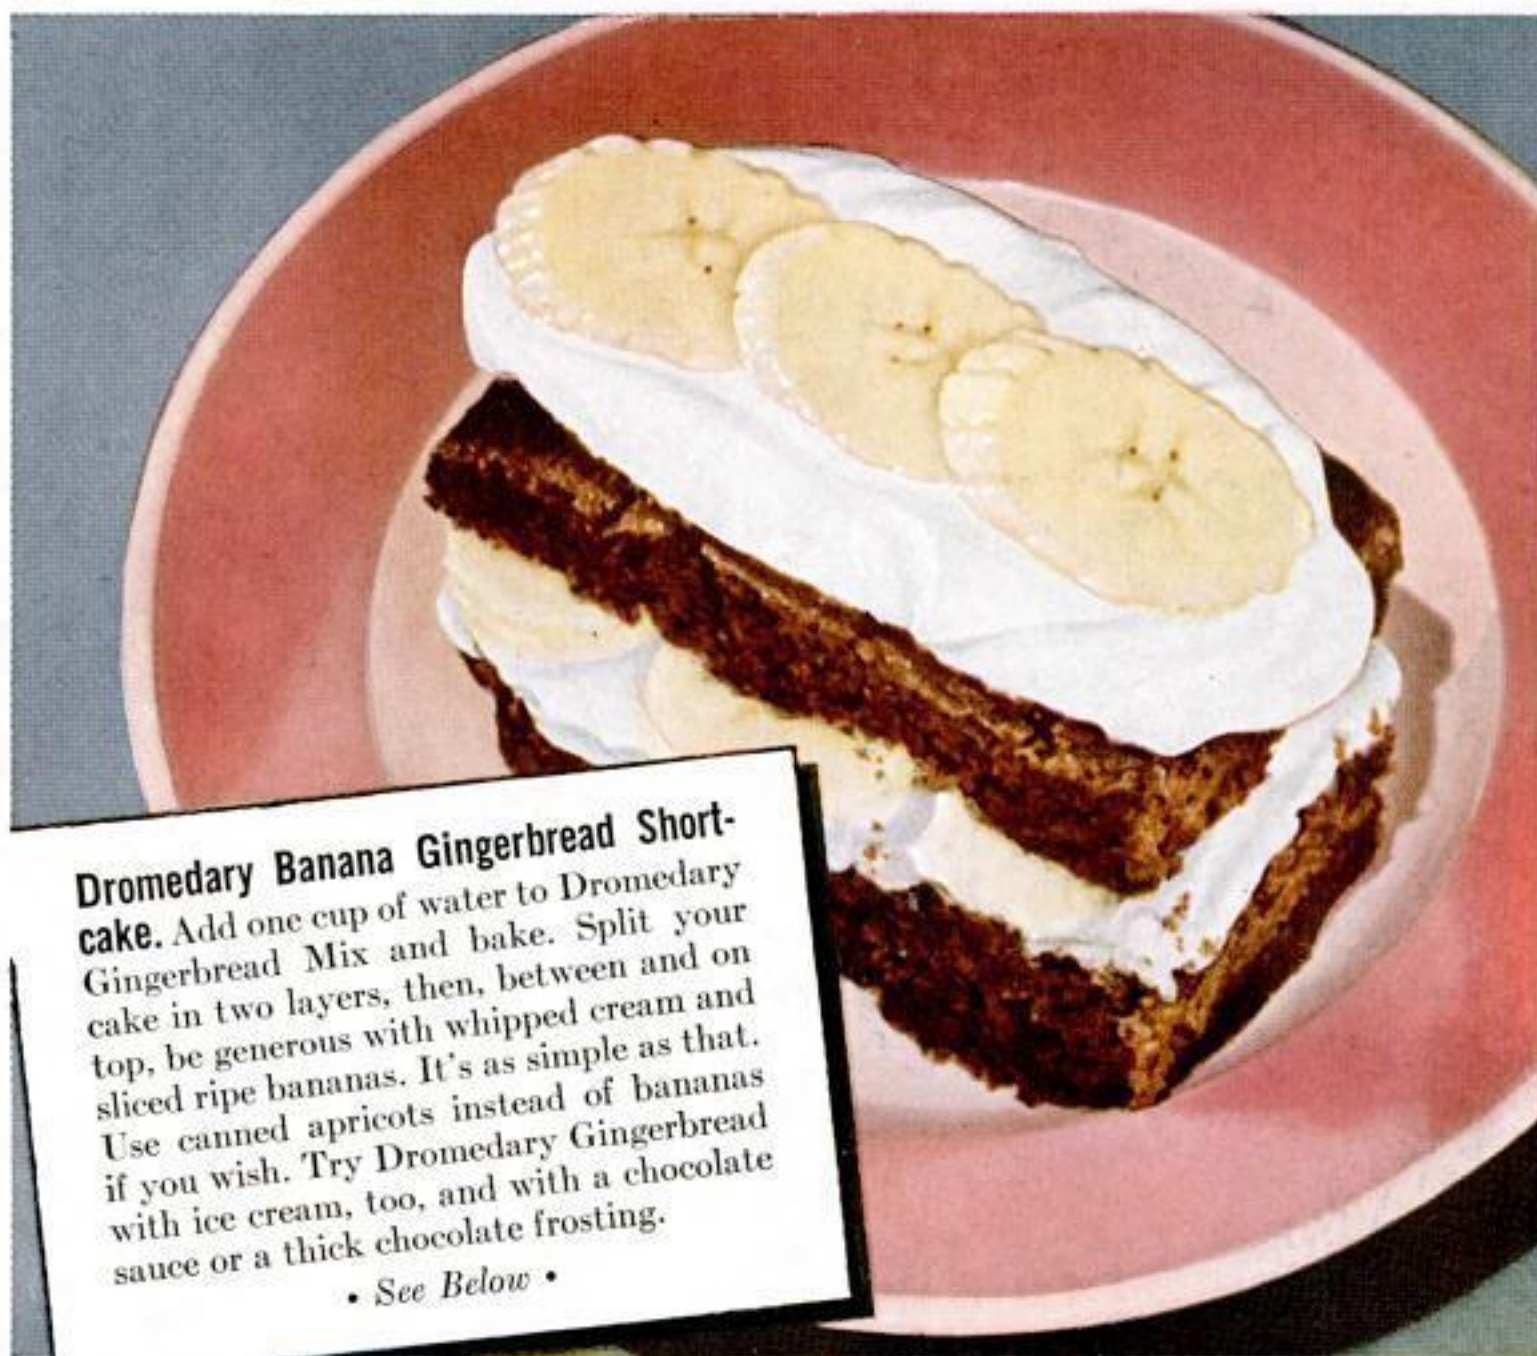 Dromedary Banana Gingerbread Short-
cake. Add one cup of water to Dromedary
Gingerbread Mix and bake. Split your
cake in two layers, then, between and on
top, be generous with whipped cream and
sliced ripe bananas. It's as simple as that.
Use canned apricots instead of bananas
if you wish. Try Dromedary Gingerbread
with ice cream, too, and with a chocolate
sauce or a thick chocolate frosting.
• See Below •